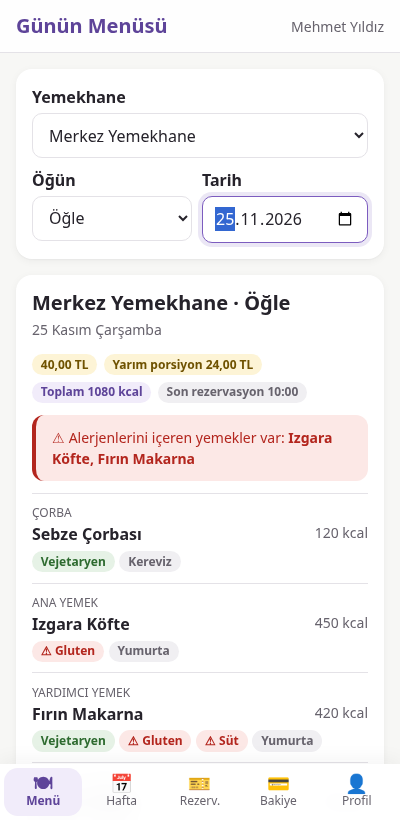 Günün Menüsü
Mehmet Yıldız
Yemekhane
Merkez Yemekhane
Öğün
Tarih
Öğle
25.11.2026
Merkez Yemekhane · Öğle
25 Kasım Çarşamba
40,00 TL
Yarım porsiyon 24,00 TL
Toplam 1080 kcal
Son rezervasyon 10:00
⚠ Alerjenlerini içeren yemekler var: Izgara
Köfte, Fırın Makarna
ÇORBA
Sebze Çorbası
120 kcal
Vejetaryen
Kereviz
ANA YEMEK
Izgara Köfte
450 kcal
⚠ Gluten
Yumurta
YARDIMCI YEMEK
Fırın Makarna
420 kcal
Vejetaryen
⚠ Gluten
⚠ Süt
Yumurta
Menü
Hafta
Rezerv.
Bakiye
Profil